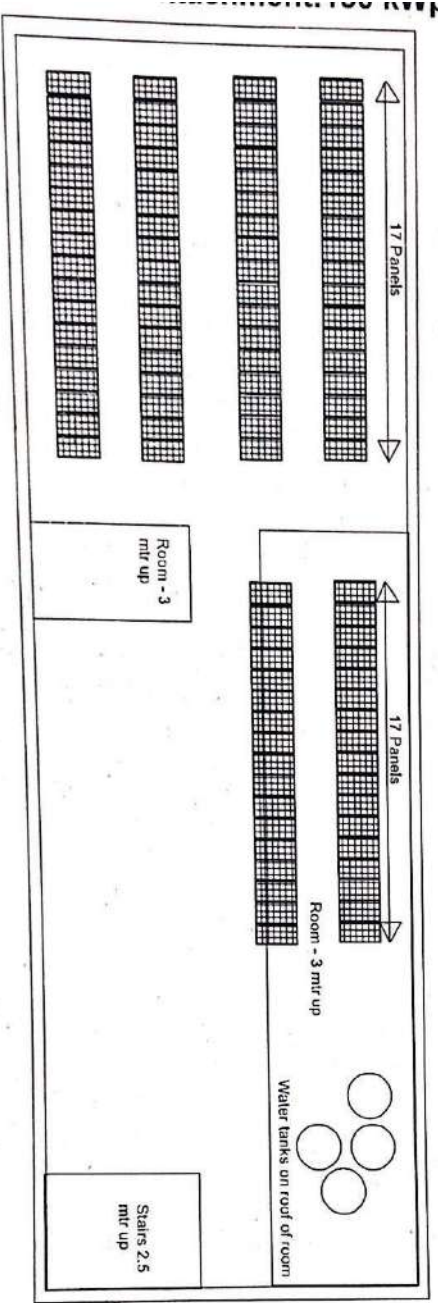 17 Panels
Room - 3
mtr up
17 Panels
Room - 3 mtr up
Water tanks on roof of room
Stairs 2.5
mtr up